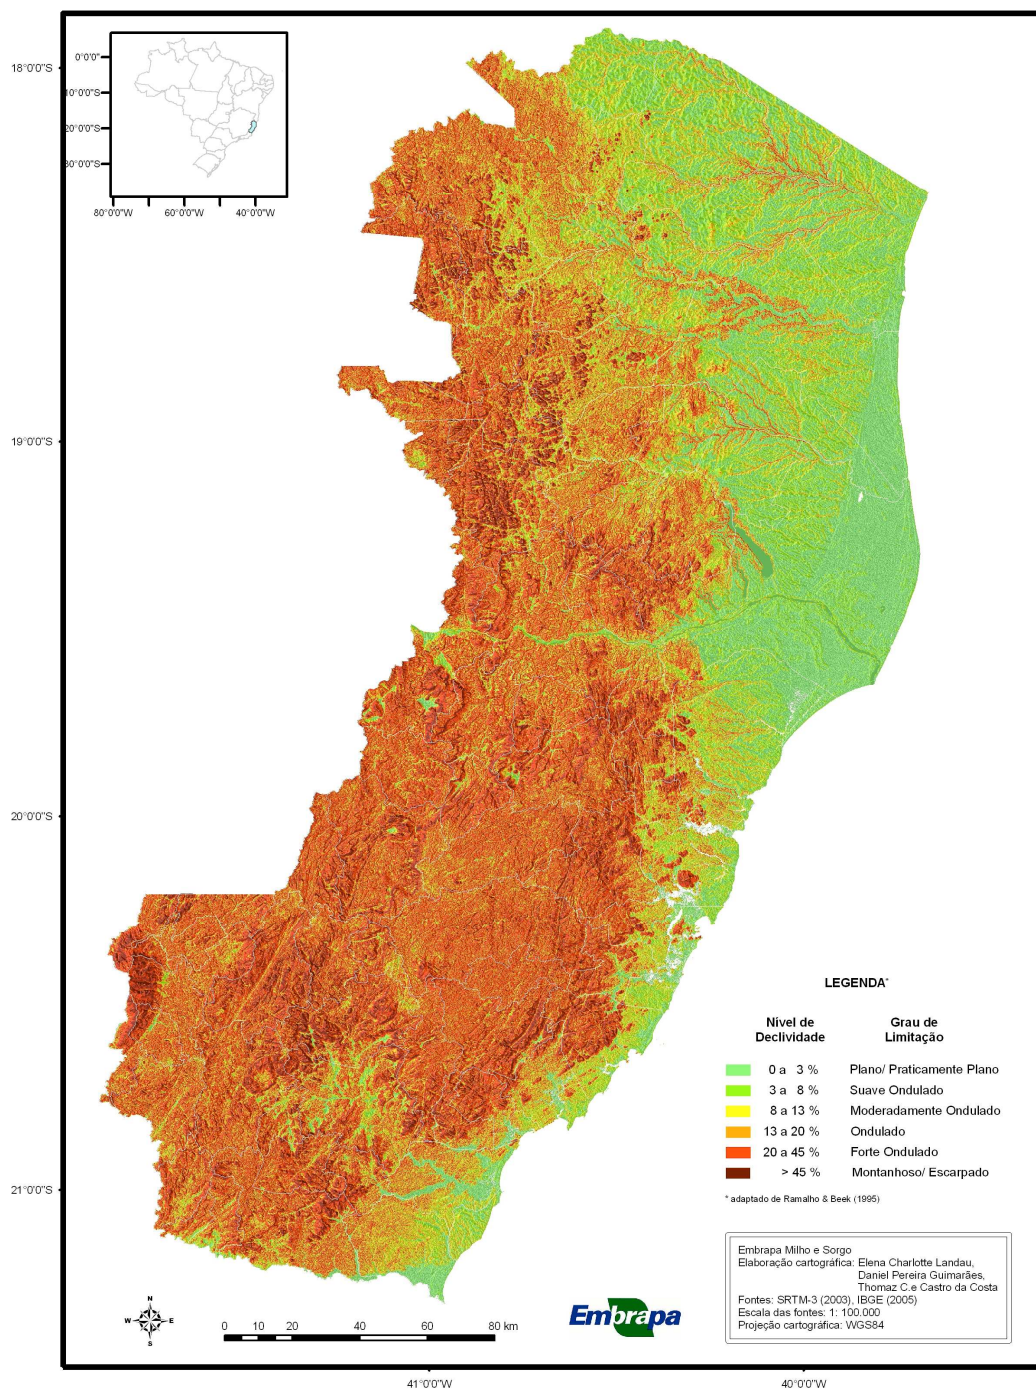 0°0'0"
10°0'0"S
20°0'0"S
30°0'0"S
80°0'0"W
60°0'0"W
40°0'0"W
18°0'0"S
19°0'0"S
20°0'0"S
21°0'0"S
LEGENDA*
Nível de Declividade
Grau de Limitação
0 a 3 % Plano/ Praticamente Plano
3 a 8 % Suave Ondulado
8 a 13 % Moderadamente Ondulado
13 a 20 % Ondulado
20 a 45 % Forte Ondulado
> 45 % Montanhoso/ Escarpado
* adaptado de Ramalho & Beek (1995)
Embrapa Milho e Sorgo
Elaboração cartográfica: Elena Charlotte Landau,
Daniel Pereira Guimarães,
Thomaz C.e Castro da Costa
Fontes: SRTM-3 (2003), IBGE (2005)
Escala das fontes: 1: 100.000
Projeção cartográfica: WGS84
N
W E
S
0 5 10 20 40 60 80 km
Embrapa
41°0'0"W
40°0'0"W